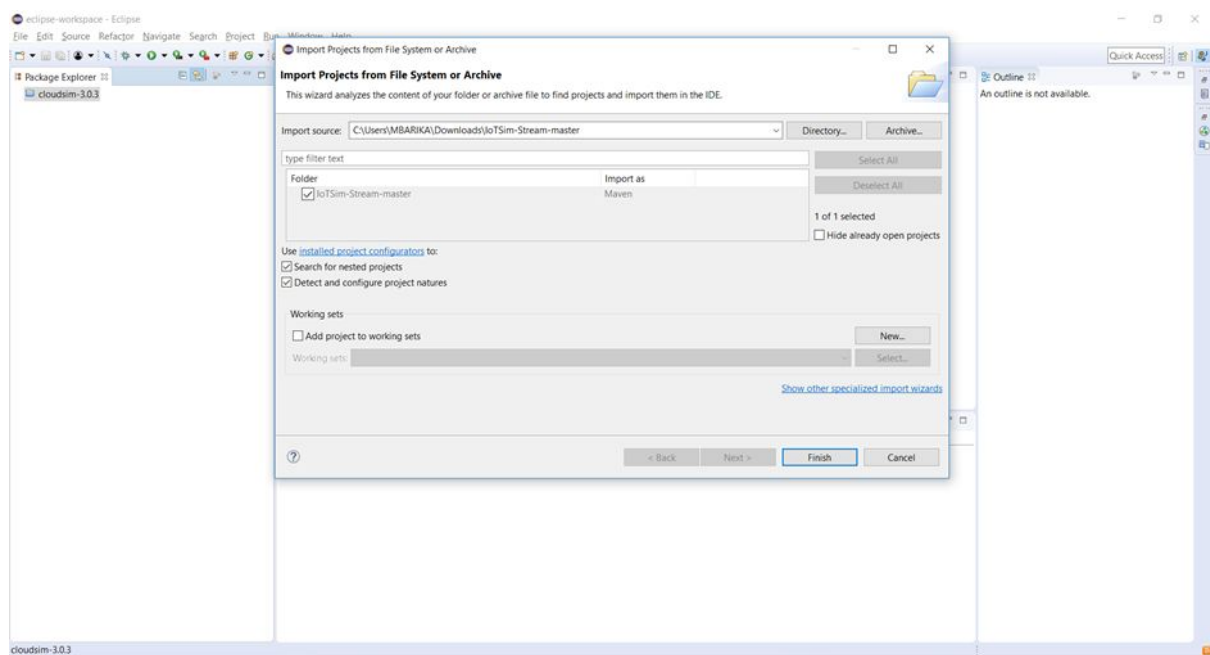 eclipse-workspace - Eclipse
File Edit Source Refactor Navigate Search Project Run Window Help
Quick Access
Package Explorer
cloudsim-3.0.3
Import Projects from File System or Archive
Import Projects from File System or Archive
This wizard analyzes the content of your folder or archive file to find projects and import them in the IDE.
Import source: C:\Users\MBARIKA\Downloads\IoTSim-Stream-master Directory... Archive...
type filter text Select All
Folder Import as
Deselect All
IoTSim-Stream-master Maven
1 of 1 selected
Hide already open projects
Use installed project configurators to:
Search for nested projects
Detect and configure project natures
Working sets
Add project to working sets New...
Working sets: Select...
Show other specialized import wizards
< Back Next > Finish Cancel
Outline
An outline is not available.
cloudsim-3.0.3